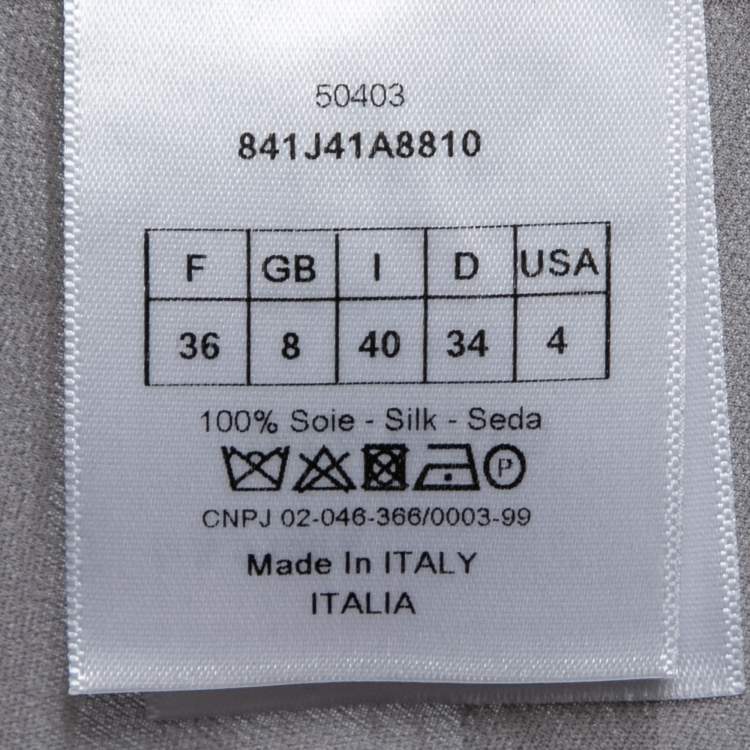 50403
841J41A8810
F GB I D USA
36 8 40 34 4
100% Soie - Silk - Seda
P
CNPJ 02-046-366/0003-99
Made In ITALY
ITALIA